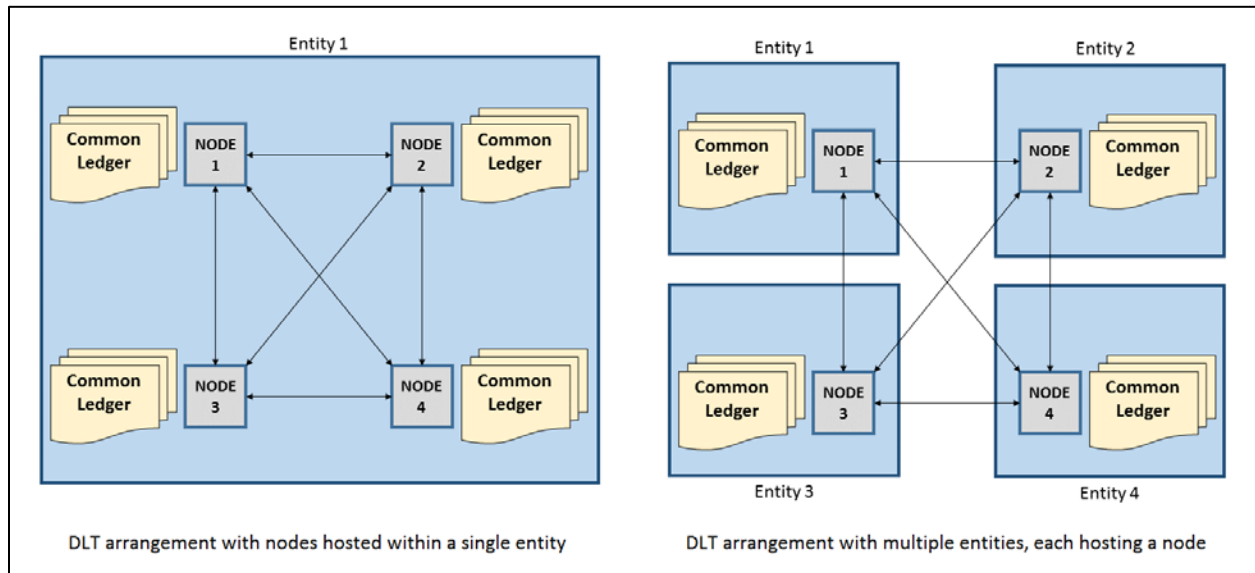 Entity 1
Common
Ledger
NODE
1
NODE
2
Common
Ledger
Common
Ledger
NODE
3
NODE
4
Common
Ledger
DLT arrangement with nodes hosted within a single entity
Entity 1
Entity 2
Common
Ledger
NODE
1
NODE
2
Common
Ledger
Common
Ledger
NODE
3
NODE
4
Common
Ledger
Entity 3
Entity 4
DLT arrangement with multiple entities, each hosting a node